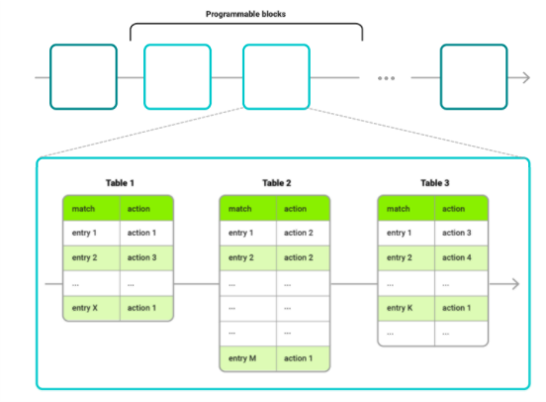 Programmable blocks
...
Table 1
match action
entry 1 action 1
entry 2 action 3
... ...
entry X action 1
Table 2
match action
entry 1 action 2
entry 2 action 2
... ...
... ...
... ...
entry M action 1
Table 3
match action
entry 1 action 3
entry 2 action 4
... ...
entry K action 1
... ...